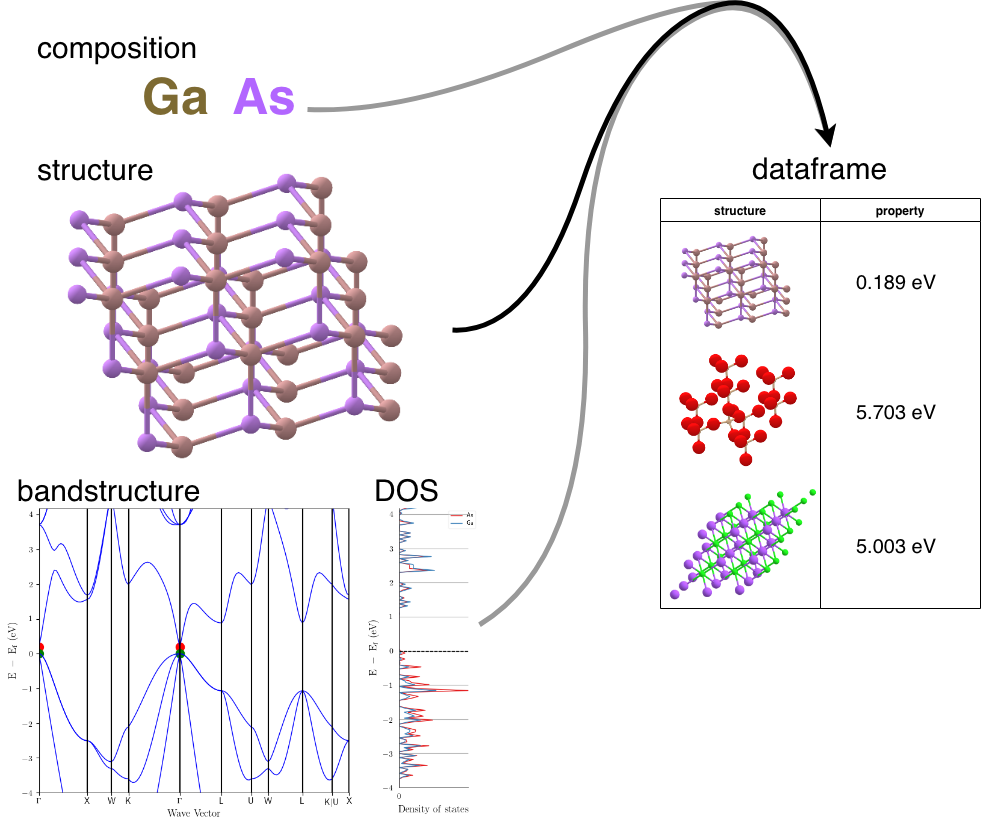 composition
Ga As
structure
dataframe
structure property
0.189 eV
5.703 eV
5.003 eV
bandstructure
DOS
4
3
2
1
0
−1
−2
−3
−4
E − Ef (eV)
Γ X W K Γ L U W L K|U X
Wave Vector
As
Ga
4
3
2
1
0
−1
−2
−3
−4
E − Ef (eV)
0
Density of states